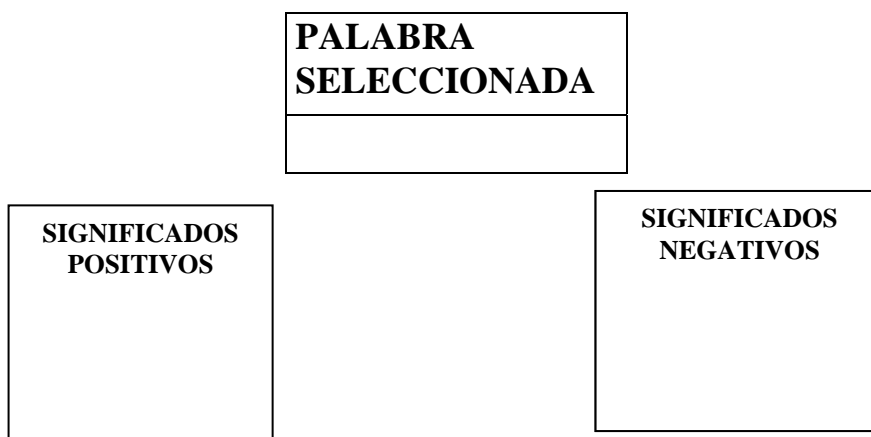 PALABRA
SELECCIONADA
SIGNIFICADOS
POSITIVOS
SIGNIFICADOS
NEGATIVOS